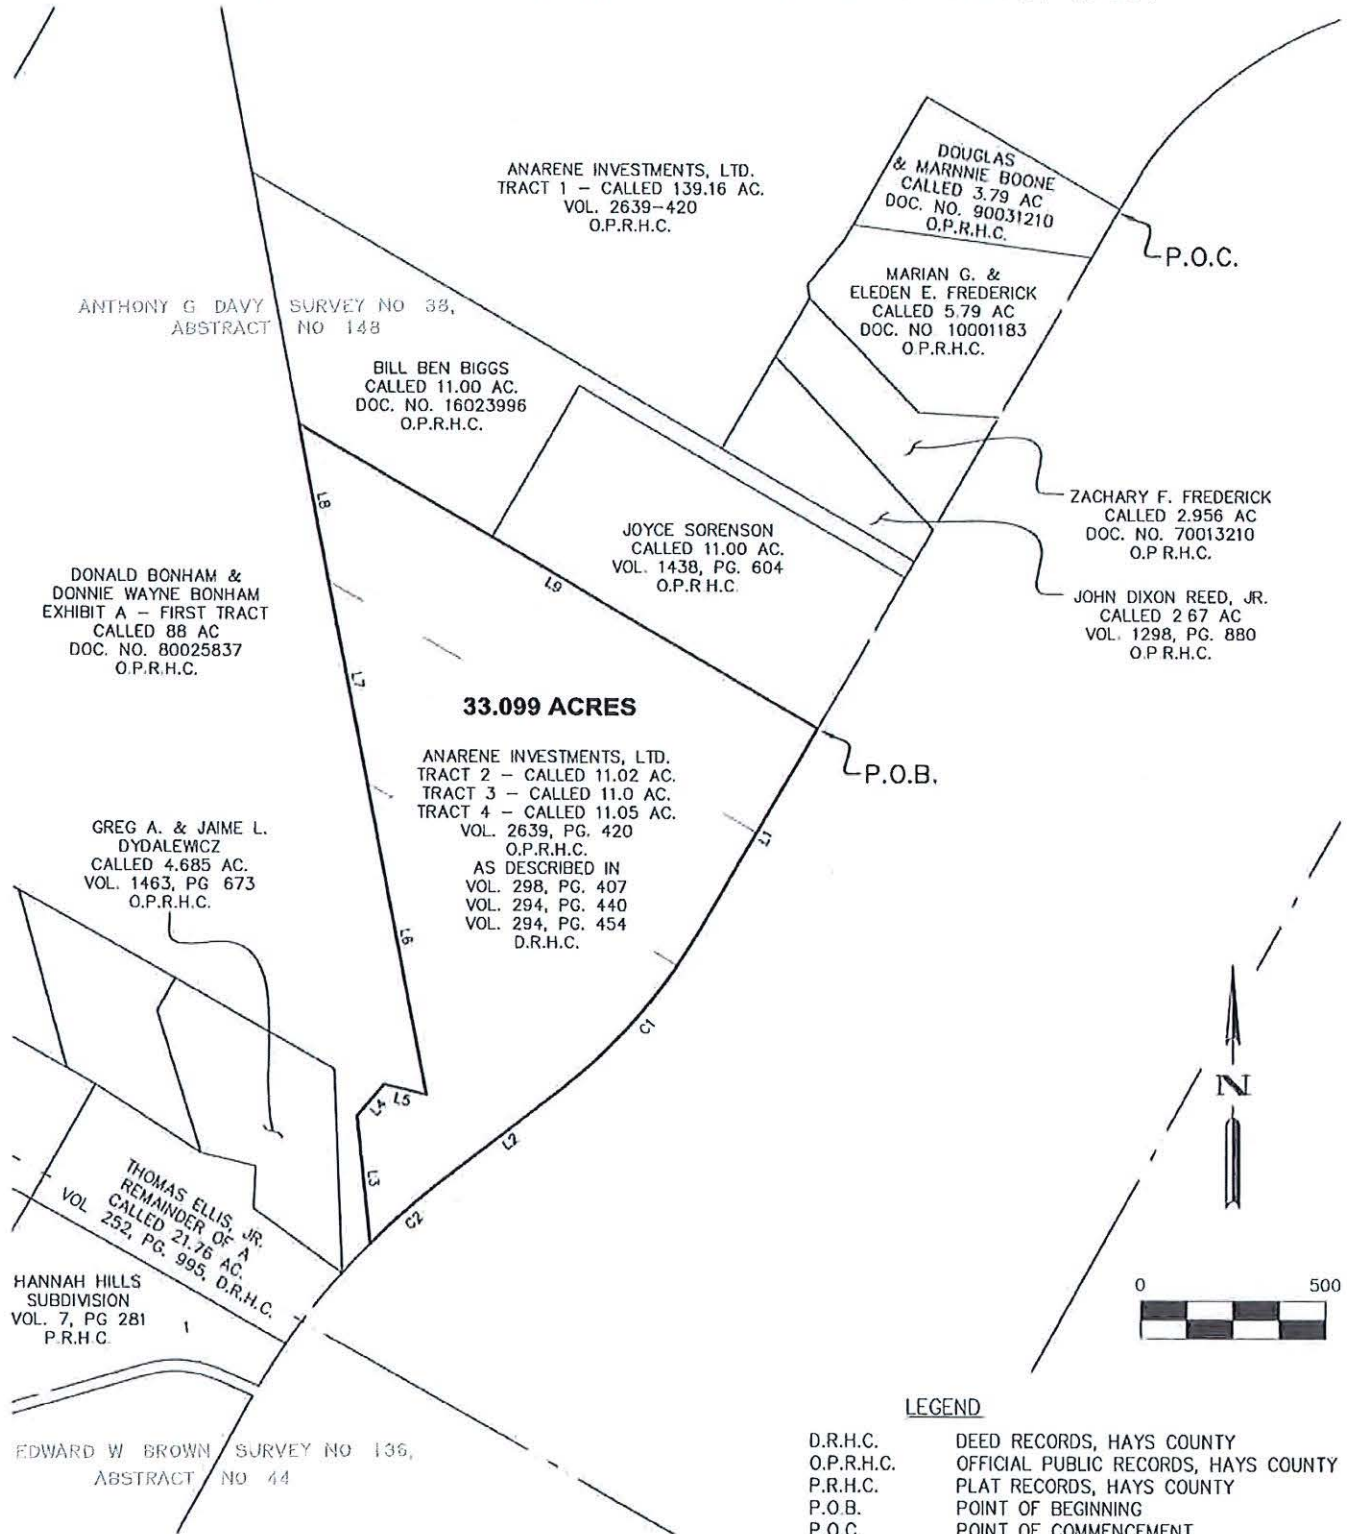 ANARENE INVESTMENTS, LTD.
TRACT 1 – CALLED 139.16 AC.
VOL. 2639–420
O.P.R.H.C.
DOUGLAS
& MARNNIE BOONE
CALLED 3.79 AC
DOC. NO. 90031210
O.P.R.H.C.
P.O.C.
MARIAN G. &
ELEDEN E. FREDERICK
CALLED 5.79 AC
DOC. NO 10001183
O.P.R.H.C.
ANTHONY G DAVY SURVEY NO 38,
ABSTRACT NO 148
BILL BEN BIGGS
CALLED 11.00 AC.
DOC. NO. 16023996
O.P.R.H.C.
L8
JOYCE SORENSON
CALLED 11.00 AC.
VOL. 1438, PG. 604
O.P.R H C.
L9
ZACHARY F. FREDERICK
CALLED 2.956 AC
DOC. NO. 70013210
O.P R.H.C.
JOHN DIXON REED, JR.
CALLED 2 67 AC
VOL. 1298, PG. 880
O.P R.H.C.
DONALD BONHAM &
DONNIE WAYNE BONHAM
EXHIBIT A – FIRST TRACT
CALLED 88 AC
DOC. NO. 80025837
O.P.R.H.C.
L7
33.099 ACRES
ANARENE INVESTMENTS, LTD.
TRACT 2 – CALLED 11.02 AC.
TRACT 3 – CALLED 11.0 AC.
TRACT 4 – CALLED 11.05 AC.
VOL. 2639, PG. 420
O.P.R.H.C.
AS DESCRIBED IN
VOL. 298, PG. 407
VOL. 294, PG. 440
VOL. 294, PG. 454
D.R.H.C.
P.O.B.
L1
GREG A. & JAIME L.
DYDALEWICZ
CALLED 4.685 AC.
VOL. 1463, PG 673
O.P.R.H.C.
L6
C1
L4
L5
L2
L3
C2
N
THOMAS ELLIS, JR.
REMAINDER OF A
CALLED 21.76 AC.
VOL 252, PG. 995, D.R.H.C.
HANNAH HILLS
SUBDIVISION
VOL. 7, PG 281
P.R.H C
1
0 500
EDWARD W BROWN SURVEY NO 136,
ABSTRACT NO 44
LEGEND
D.R.H.C. DEED RECORDS, HAYS COUNTY
O.P.R.H.C. OFFICIAL PUBLIC RECORDS, HAYS COUNTY
P.R.H.C. PLAT RECORDS, HAYS COUNTY
P.O.B. POINT OF BEGINNING
P.O.C. POINT OF COMMENCEMENT